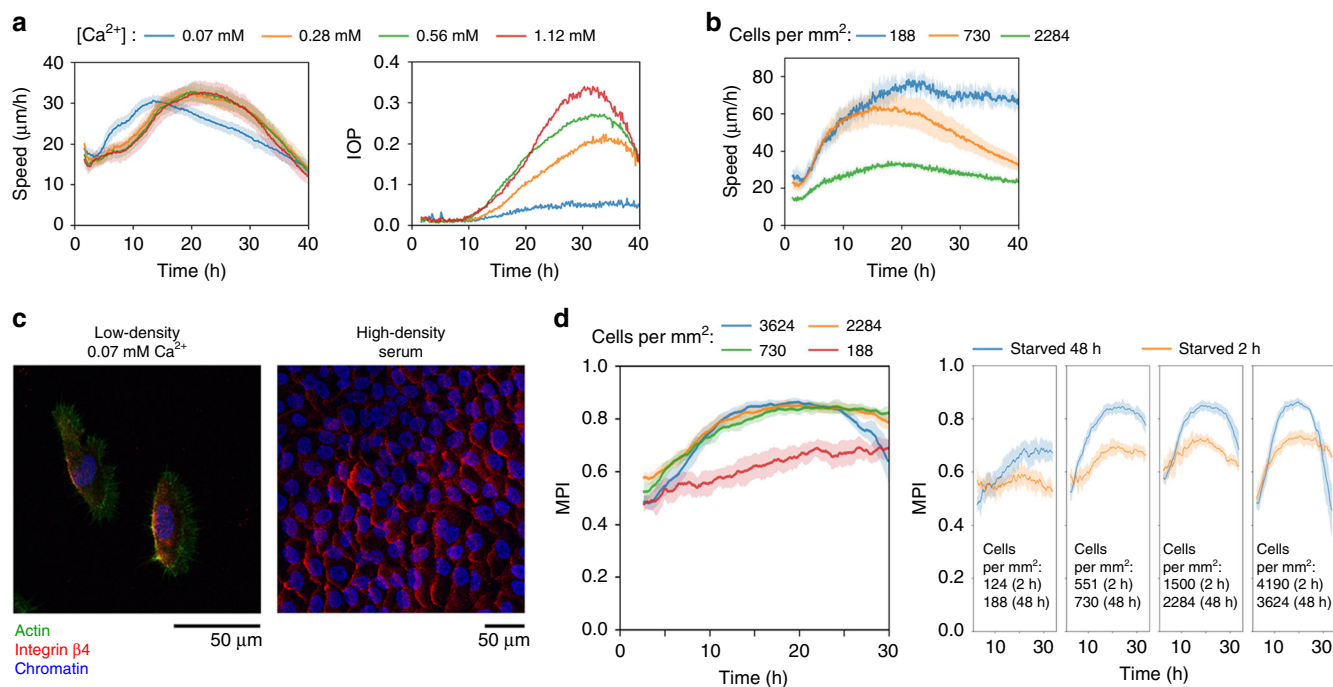 a
[Ca²⁺] : 0.07 mM 0.28 mM 0.56 mM 1.12 mM
40
30
20
10
0
Speed (μm/h)
0 10 20 30 40
Time (h)
0.4
0.3
0.2
0.1
0
IOP
0 10 20 30 40
Time (h)
b
Cells per mm²: 188 730 2284
80
60
40
20
0
Speed (μm/h)
0 10 20 30 40
Time (h)
c
Low-density
0.07 mM Ca²⁺
High-density
serum
50 μm
50 μm
Actin
Integrin β4
Chromatin
d
Cells per mm²:
3624 2284
730 188
1.0
0.8
0.6
0.4
0.2
0.0
MPI
0 10 20 30
Time (h)
Starved 48 h Starved 2 h
1.0
0.8
0.6
0.4
0.2
0.0
MPI
Cells
per mm²:
124 (2 h)
188 (48 h)
Cells
per mm²:
551 (2 h)
730 (48 h)
Cells
per mm²:
1500 (2 h)
2284 (48 h)
Cells
per mm²:
4190 (2 h)
3624 (48 h)
10 30 10 30 10 30 10 30
Time (h)